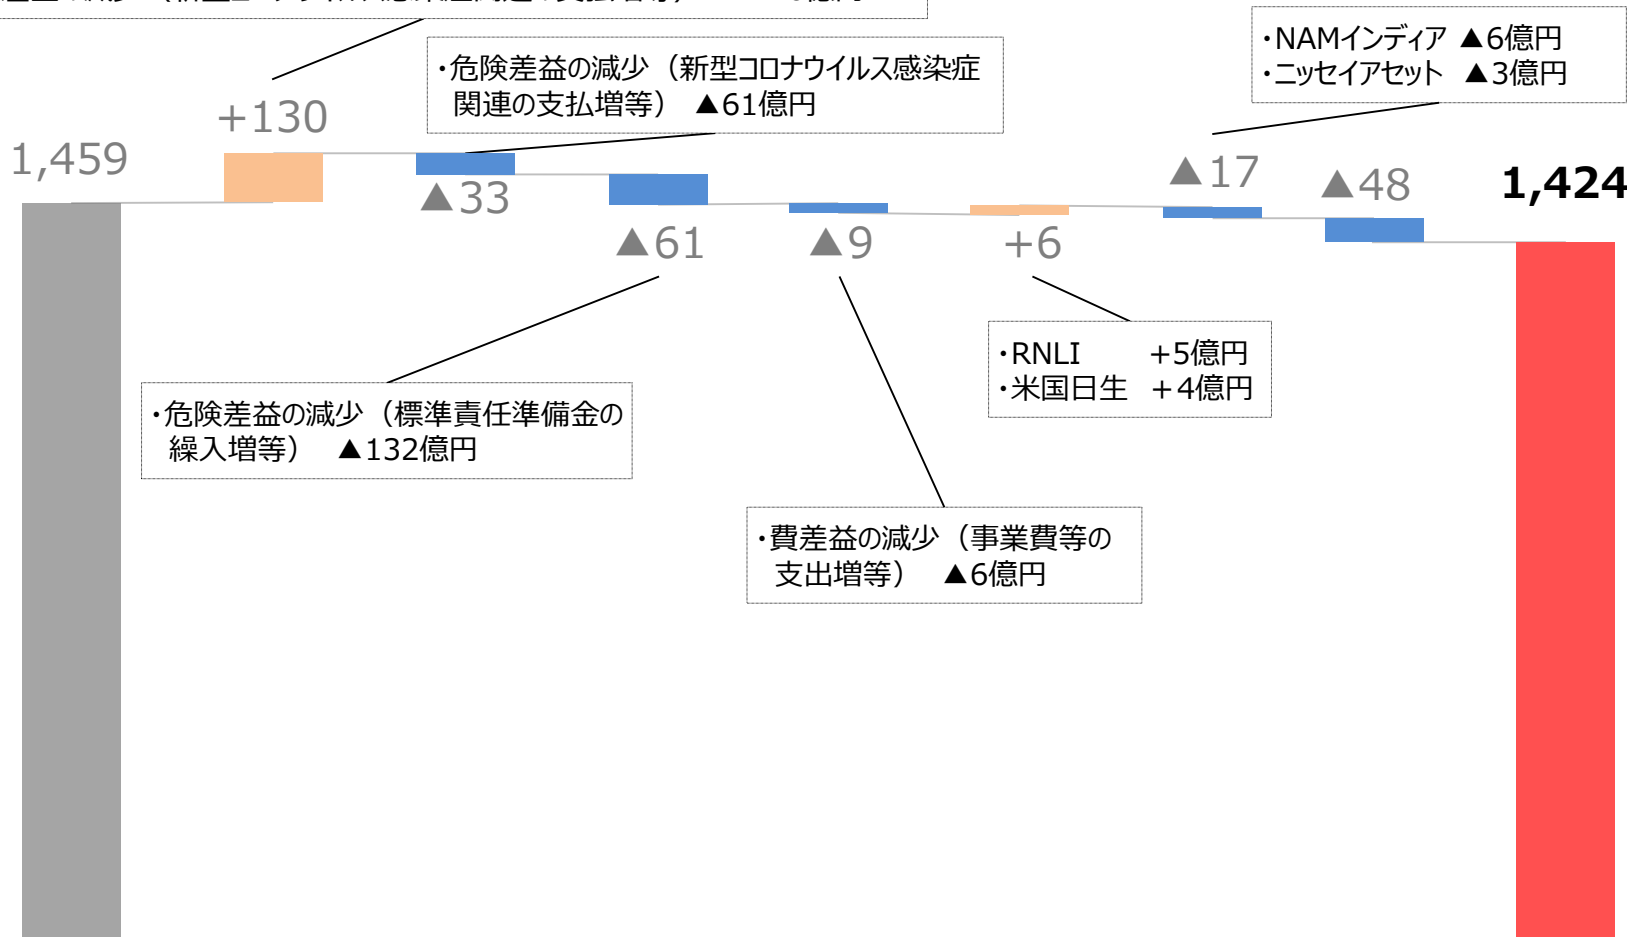 ・NAMインディア ▲6億円
・ニッセイアセット ▲3億円
・危険差益の減少（新型コロナウイルス感染症
関連の支払増等） ▲61億円
+130
1,459
▲33
▲17
▲48
1,424
▲61
▲9
+6
・RNLI +5億円
・米国日生 +4億円
・危険差益の減少（標準責任準備金の
繰入増等） ▲132億円
・費差益の減少（事業費等の
支出増等） ▲6億円